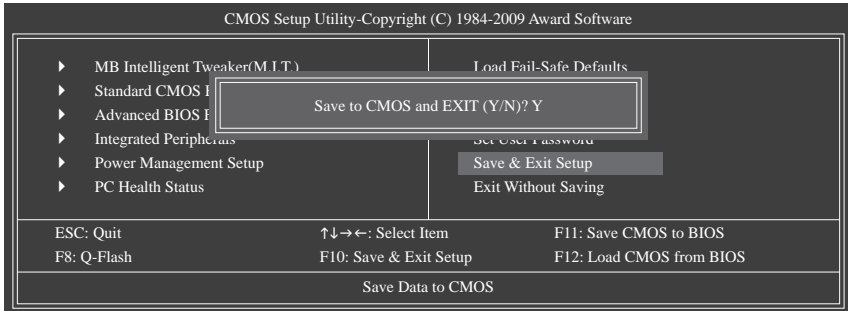 CMOS Setup Utility-Copyright (C) 1984-2009 Award Software
MB Intelligent Tweaker(M.I.T.)
Standard CMOS
Advanced BIOS
Integrated Peripherals
Power Management Setup
PC Health Status
Load Fail-Safe Defaults
Set User Password
Save & Exit Setup
Exit Without Saving
Save to CMOS and EXIT (Y/N)? Y
ESC: Quit ↑↓→←: Select Item F11: Save CMOS to BIOS
F8: Q-Flash F10: Save & Exit Setup F12: Load CMOS from BIOS
Save Data to CMOS